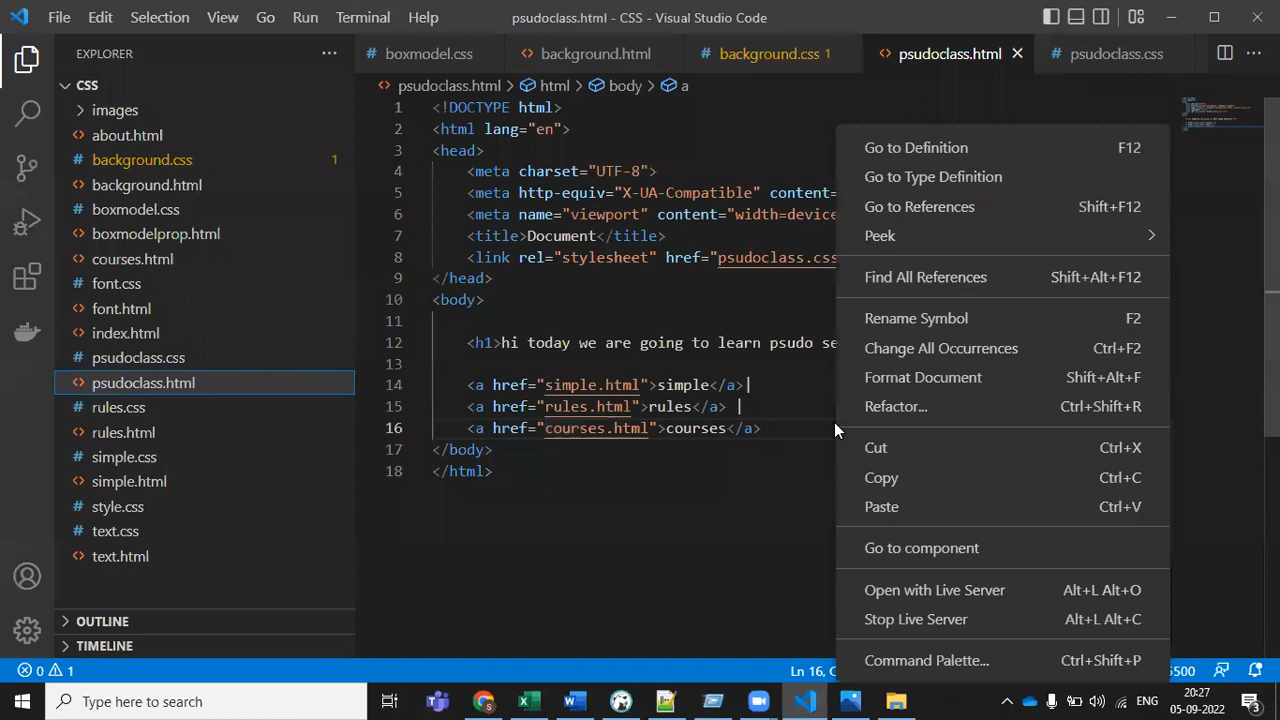 File Edit Selection View Go Run Terminal Help
psudoclass.html - CSS - Visual Studio Code
EXPLORER
CSS
images
about.html
background.css 1
background.html
boxmodel.css
boxmodelprop.html
courses.html
font.css
font.html
index.html
psudoclass.css
psudoclass.html
rules.css
rules.html
simple.css
simple.html
style.css
text.css
text.html
OUTLINE
TIMELINE
boxmodel.css background.html background.css 1 psudoclass.html psudoclass.css
psudoclass.html html body a
1 <!DOCTYPE html>
2 <html lang="en">
3 <head>
4 <meta charset="UTF-8">
5 <meta http-equiv="X-UA-Compatible" content=
6 <meta name="viewport" content="width=device
7 <title>Document</title>
8 <link rel="stylesheet" href="psudoclass.css
9 </head>
10 <body>
11
12 <h1>hi today we are going to learn psudo se
13
14 <a href="simple.html">simple</a>|
15 <a href="rules.html">rules</a> |
16 <a href="courses.html">courses</a>
17 </body>
18 </html>
Go to Definition F12
Go to Type Definition
Go to References Shift+F12
Peek
Find All References Shift+Alt+F12
Rename Symbol F2
Change All Occurrences Ctrl+F2
Format Document Shift+Alt+F
Refactor... Ctrl+Shift+R
Cut Ctrl+X
Copy Ctrl+C
Paste Ctrl+V
Go to component
Open with Live Server Alt+L Alt+O
Stop Live Server Alt+L Alt+C
Command Palette... Ctrl+Shift+P
0 1
Ln 16, C
5500
Type here to search
ENG
20:27
05-09-2022
3